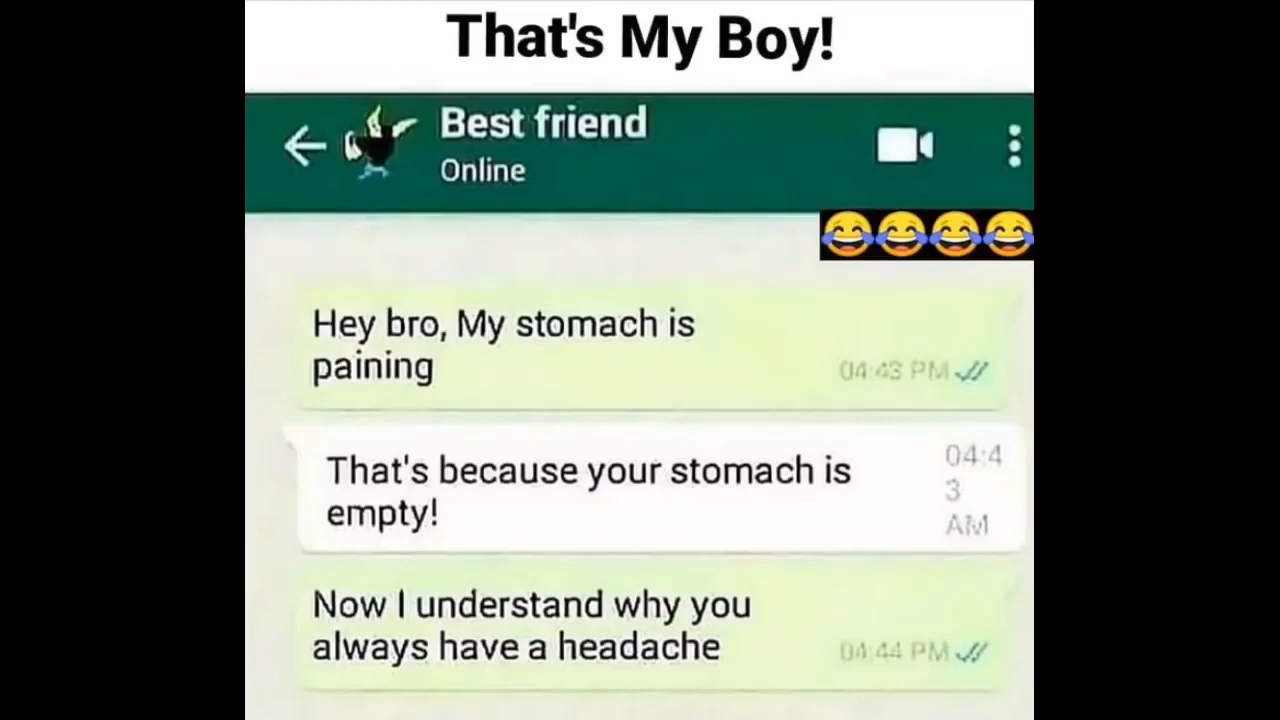 That's My Boy!
Best friend
Online
😂😂😂😂
Hey bro, My stomach is
paining
04:43 PM
That's because your stomach is
empty!
04:4
3
AM
Now I understand why you
always have a headache
04:44 PM